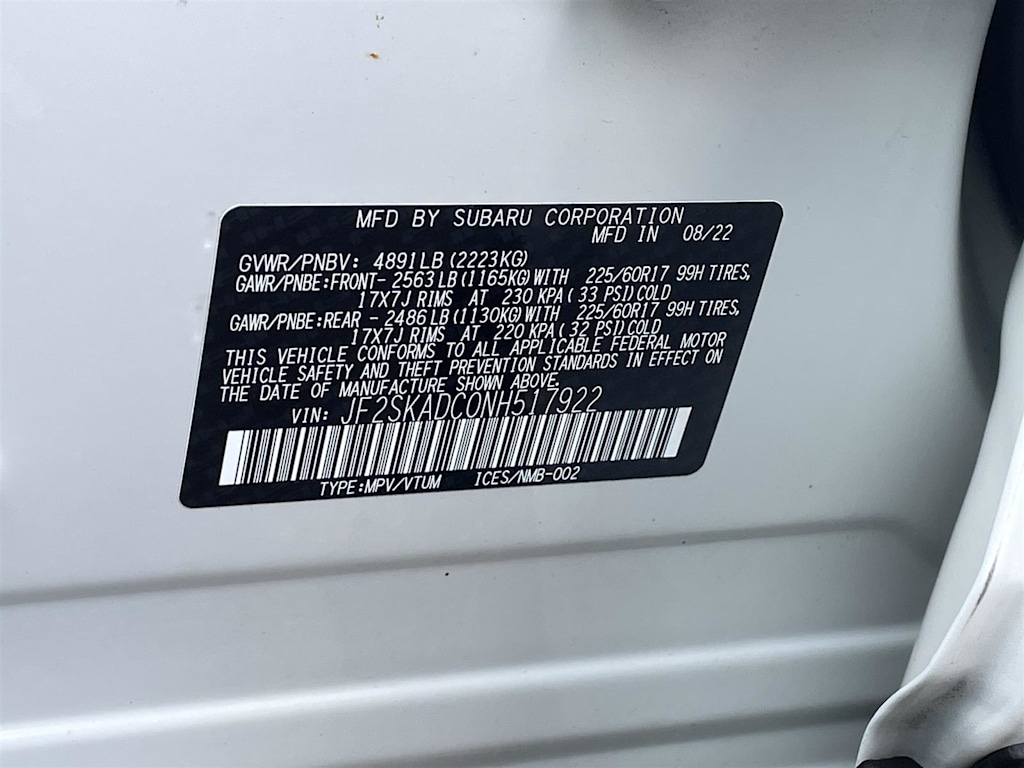 MFD BY SUBARU CORPORATION
MFD IN 08/22
GVWR/PNBV: 4891LB (2223KG)
GAWR/PNBE:FRONT- 2563LB (1165KG)WITH 225/60R17 99H TIRES,
17X7J RIMS AT 230 KPA( 33 PSI)COLD
GAWR/PNBE:REAR - 2486LB (1130KG)WITH 225/60R17 99H TIRES,
17X7J RIMS AT 220 KPA( 32 PSI)COLD
THIS VEHICLE CONFORMS TO ALL APPLICABLE FEDERAL MOTOR
VEHICLE SAFETY AND THEFT PREVENTION STANDARDS IN EFFECT ON
THE DATE OF MANUFACTURE SHOWN ABOVE.
VIN: JF2SKADC0NH517922
TYPE:MPV/VTUM ICES/NMB-002